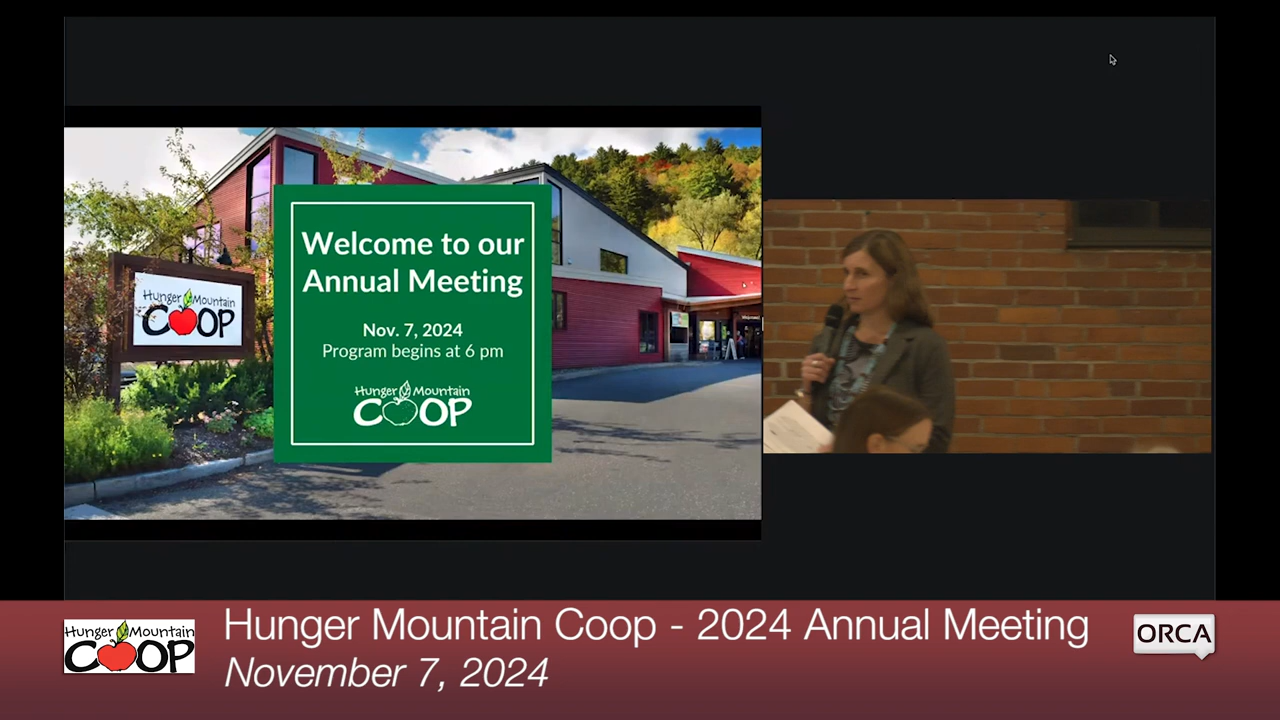 Hunger Mountain
COOP
Welcome to our
Annual Meeting
Nov. 7, 2024
Program begins at 6 pm
Hunger Mountain
COOP
Hunger Mountain
COOP
Hunger Mountain Coop - 2024 Annual Meeting
November 7, 2024
ORCA